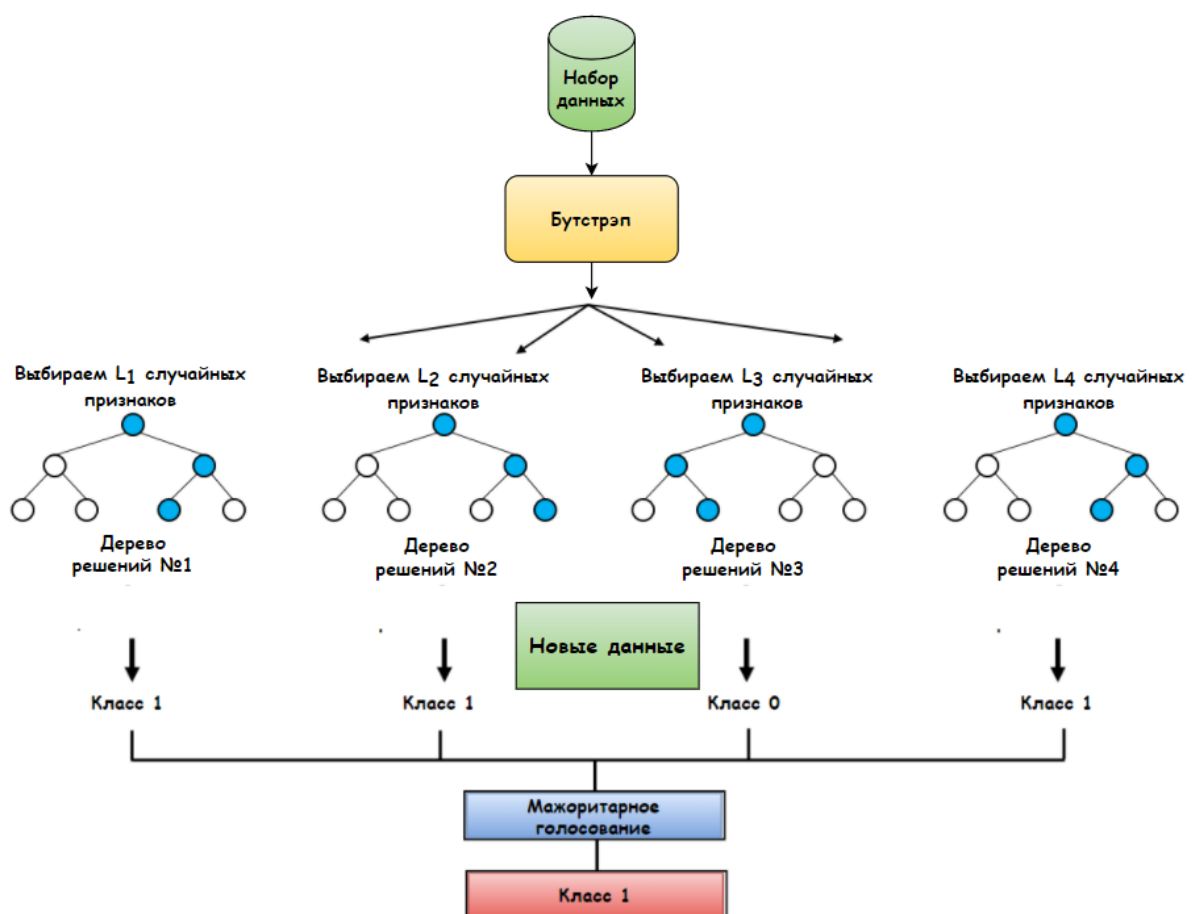 Набор
данных
Бутстрэп
Выбираем L1 случайных
признаков
Выбираем L2 случайных
признаков
Выбираем L3 случайных
признаков
Выбираем L4 случайных
признаков
Дерево
решений №1
Дерево
решений №2
Дерево
решений №3
Дерево
решений №4
Новые данные
Класс 1
Класс 1
Класс 0
Класс 1
Мажоритарное
голосование
Класс 1